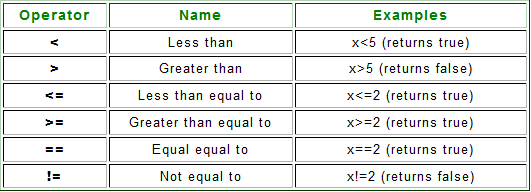 Operator Name Examples
< Less than x<5 (returns true)
> Greater than x>5 (returns false)
<= Less than equal to x<=2 (returns true)
>= Greater than equal to x>=2 (returns true)
== Equal equal to x==2 (returns true)
!= Not equal to x!=2 (returns false)